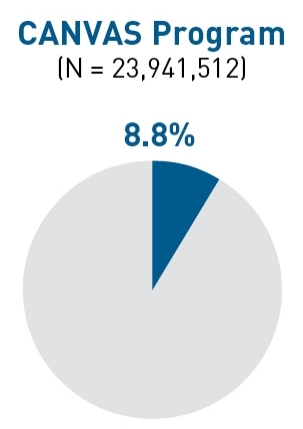 CANVAS Program
(N = 23,941,512)
8.8%